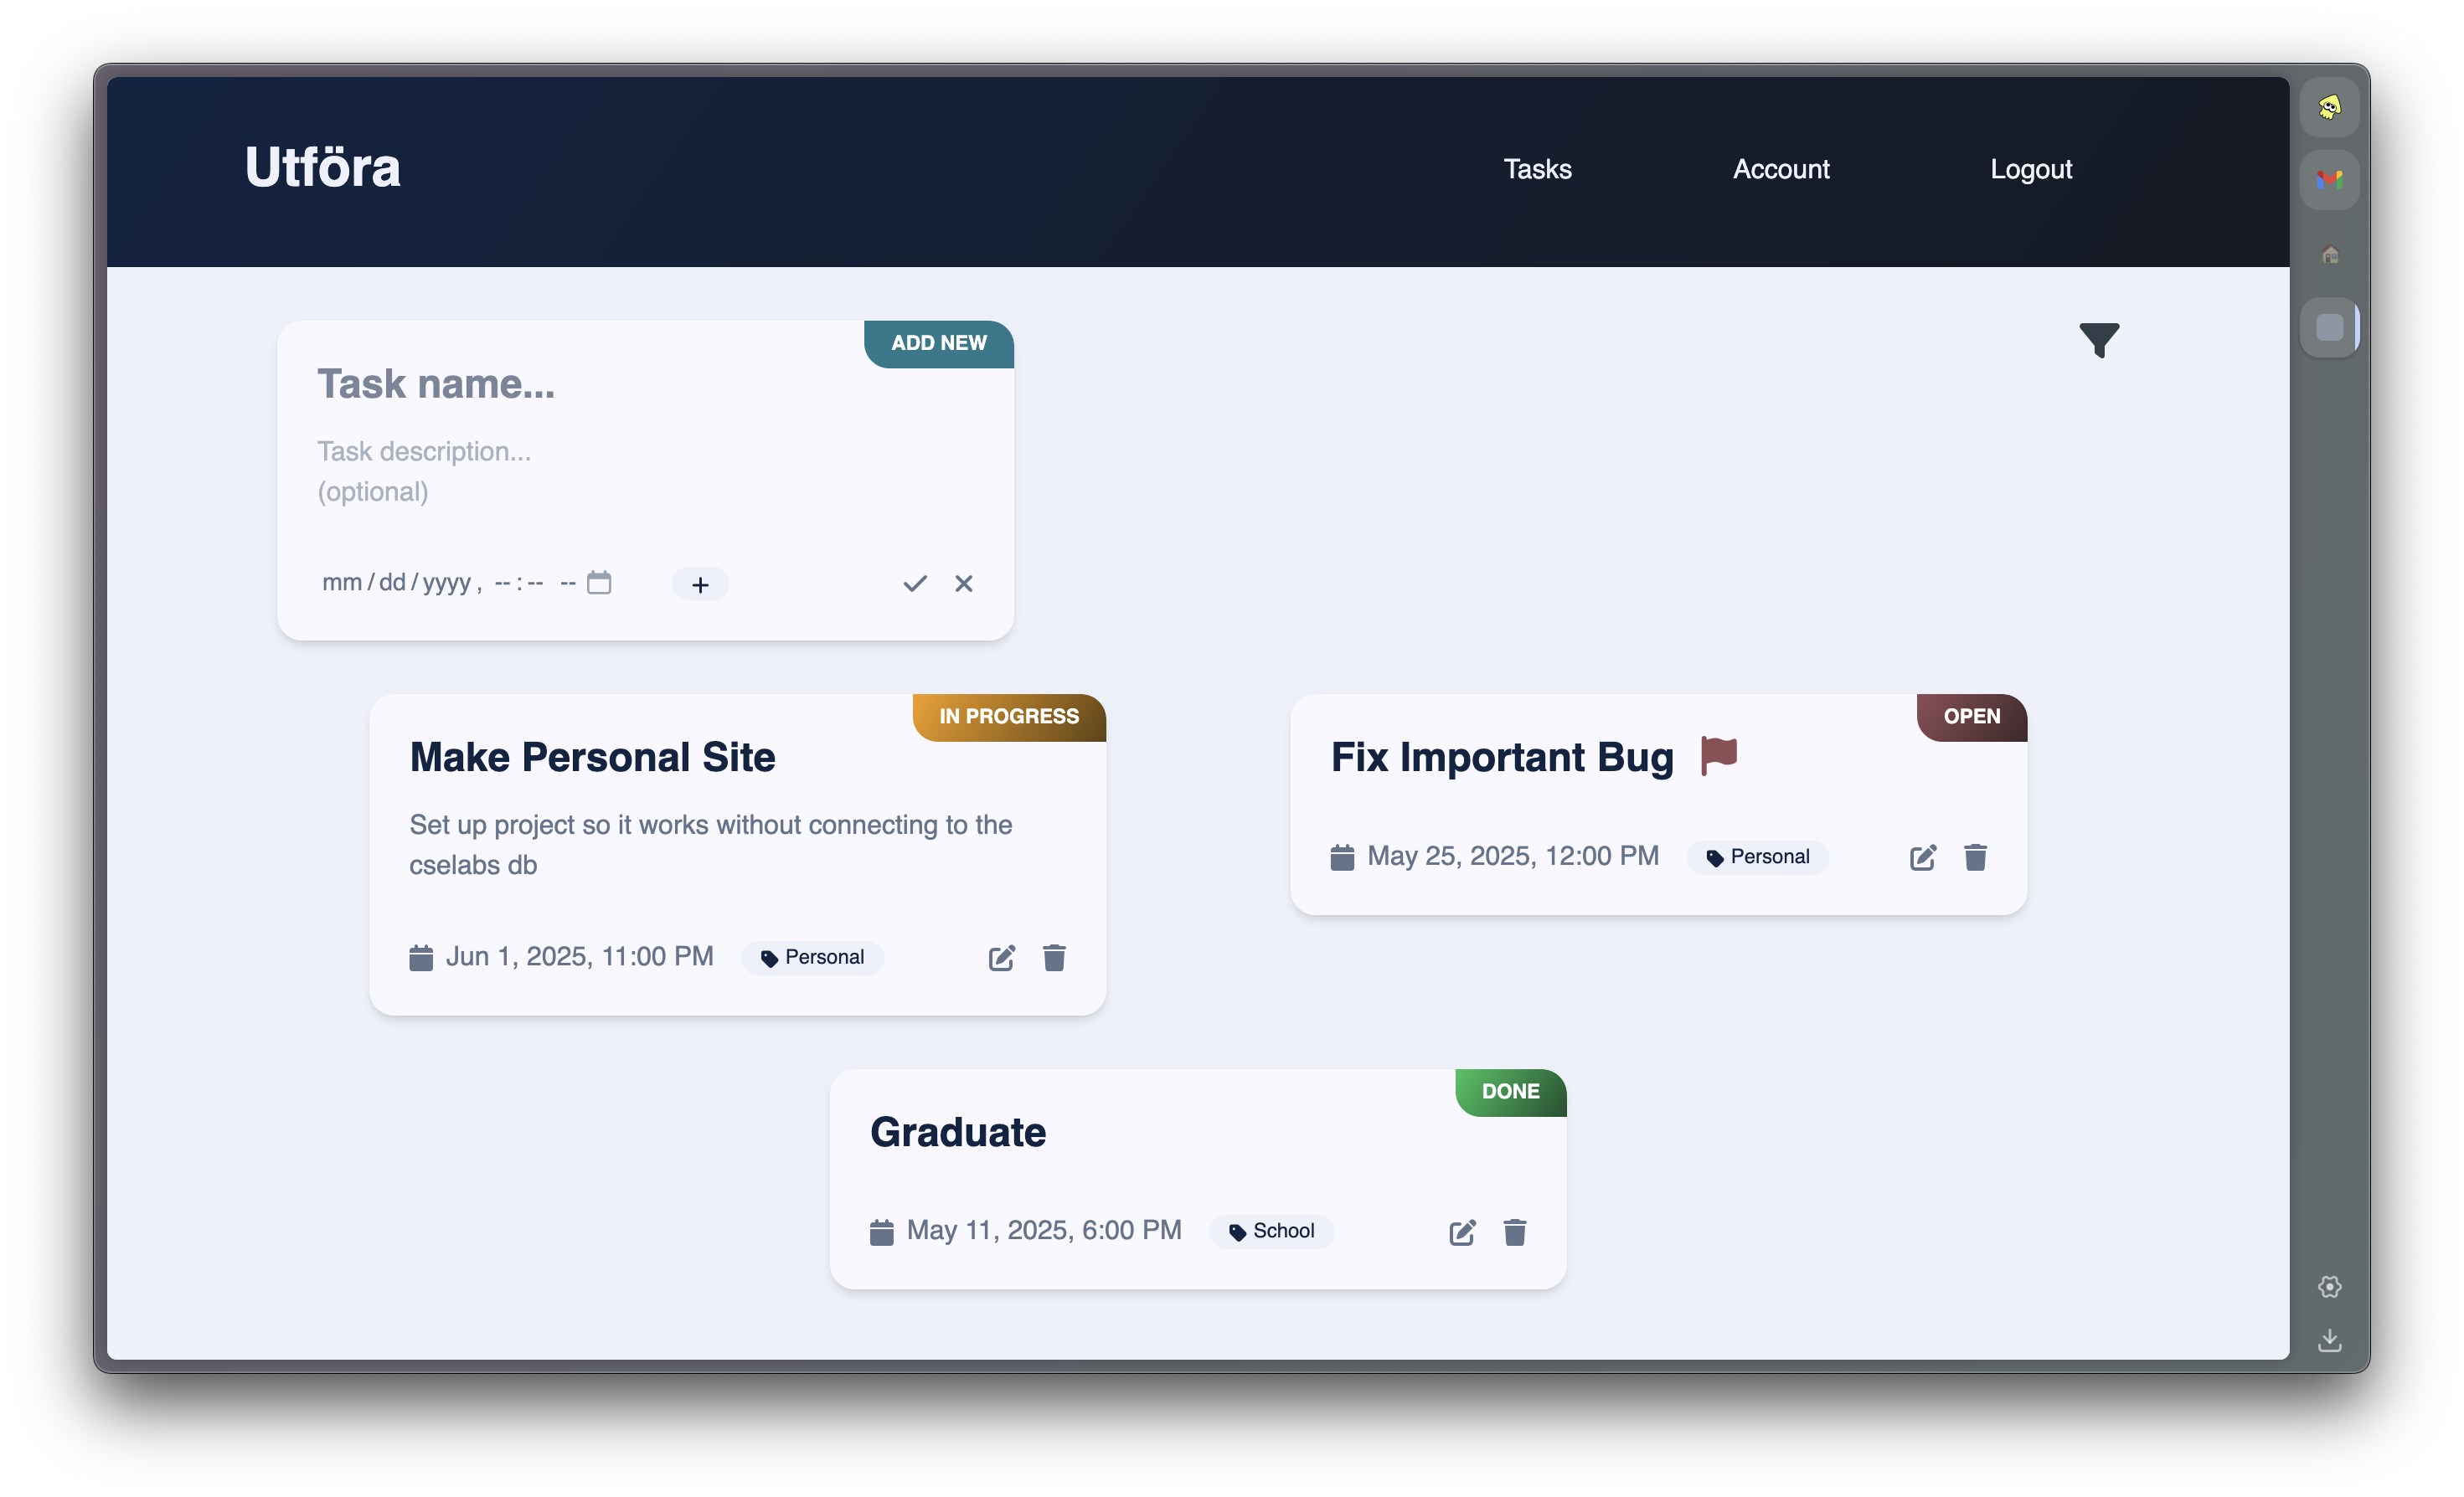 Utföra
Tasks
Account
Logout
ADD NEW
Task name...
Task description...
(optional)
mm/dd/yyyy, --:-- --
+
IN PROGRESS
Make Personal Site
Set up project so it works without connecting to the
cselabs db
Jun 1, 2025, 11:00 PM
Personal
OPEN
Fix Important Bug
May 25, 2025, 12:00 PM
Personal
DONE
Graduate
May 11, 2025, 6:00 PM
School